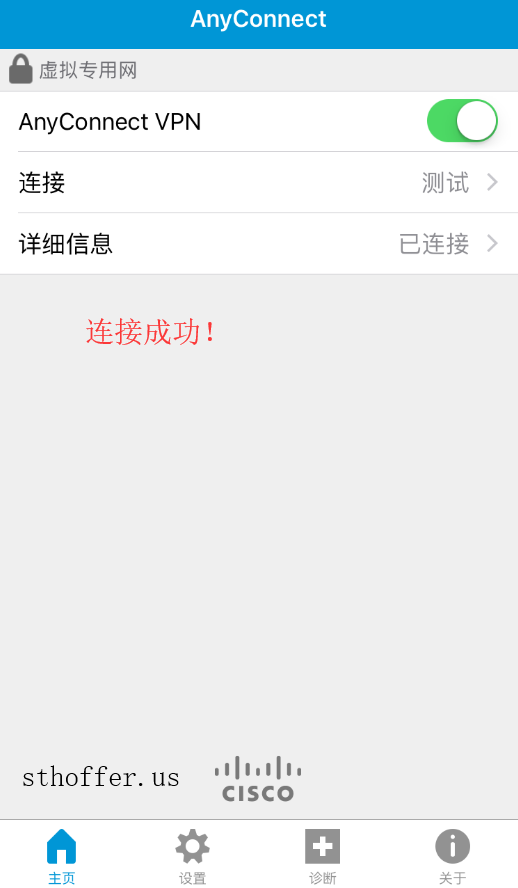 AnyConnect
虚拟专用网
AnyConnect VPN
连接 测试
详细信息 已连接
连接成功！
sthoffer.us
CISCO
主页 设置 诊断 关于